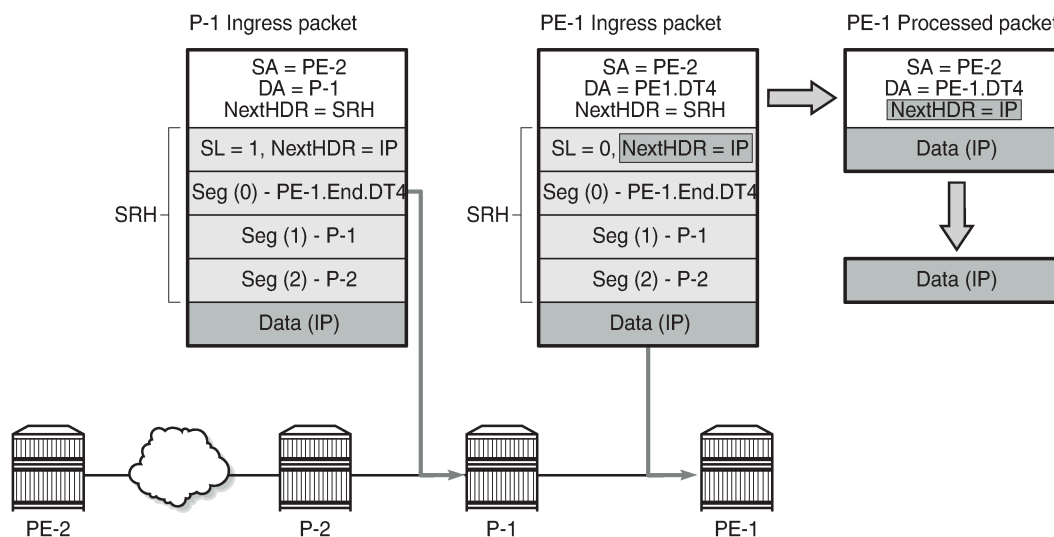 P-1 Ingress packet
SA = PE-2
DA = P-1
NextHDR = SRH
SL = 1, NextHDR = IP
Seg (0) - PE-1.End.DT4
Seg (1) - P-1
Seg (2) - P-2
Data (IP)
SRH
PE-1 Ingress packet
SA = PE-2
DA = PE1.DT4
NextHDR = SRH
SL = 0, NextHDR = IP
Seg (0) - PE-1.End.DT4
Seg (1) - P-1
Seg (2) - P-2
Data (IP)
SRH
PE-1 Processed packet
SA = PE-2
DA = PE-1.DT4
NextHDR = IP
Data (IP)
Data (IP)
PE-2
P-2
P-1
PE-1